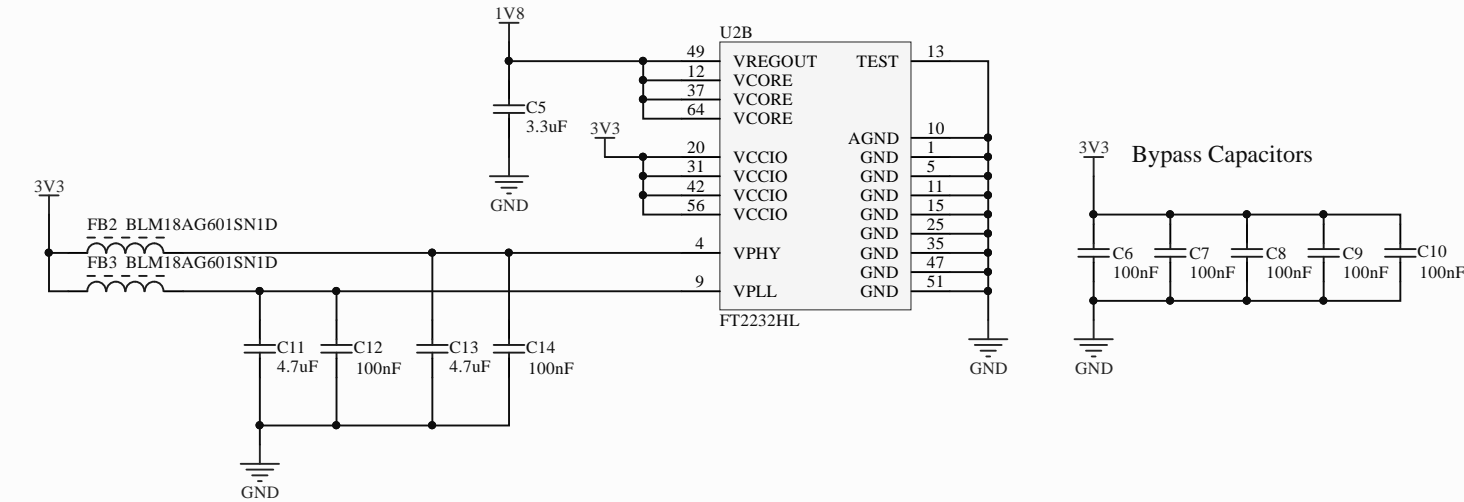 1V8
U2B
49 VREGOUT TEST 13
12 VCORE
37 VCORE
64 VCORE
C5
3.3uF
GND
3V3
AGND 10
20 VCCIO GND 1
31 VCCIO GND 5
42 VCCIO GND 11
56 VCCIO GND 15
GND 25
4 VPHY GND 35
GND 47
9 VPLL GND 51
FT2232HL
GND
3V3
FB2 BLM18AG601SN1D
FB3 BLM18AG601SN1D
C11
4.7uF
C12
100nF
C13
4.7uF
C14
100nF
GND
3V3 Bypass Capacitors
C6
100nF
C7
100nF
C8
100nF
C9
100nF
C10
100nF
GND